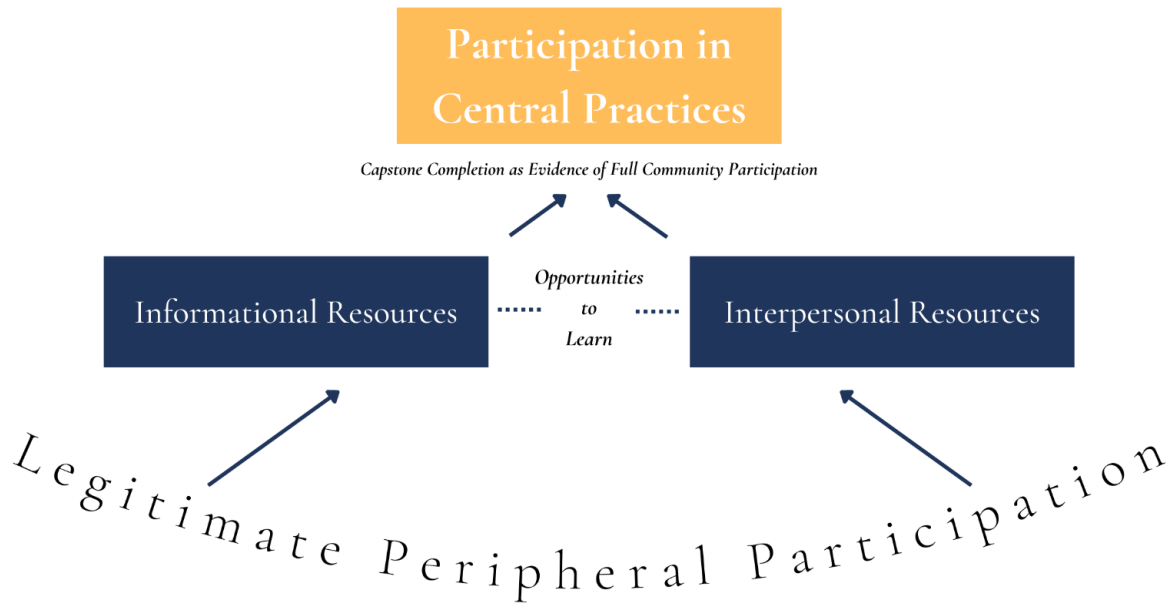 Participation in
Central Practices
Capstone Completion as Evidence of Full Community Participation
Opportunities
to
Learn
Informational Resources
Interpersonal Resources
Legitimate Peripheral Participation